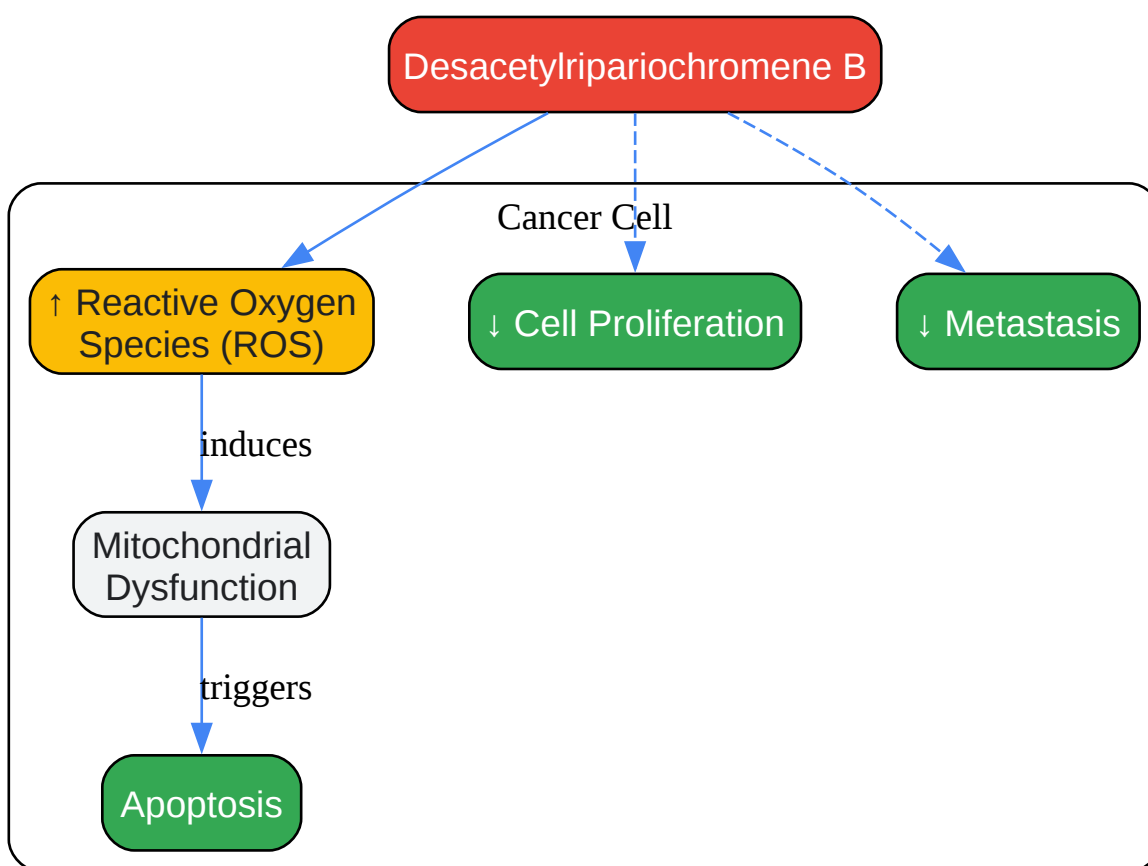 Desacetylripariochromene B
Cancer Cell
↑ Reactive Oxygen
Species (ROS)
↓ Cell Proliferation
↓ Metastasis
induces
Mitochondrial
Dysfunction
triggers
Apoptosis